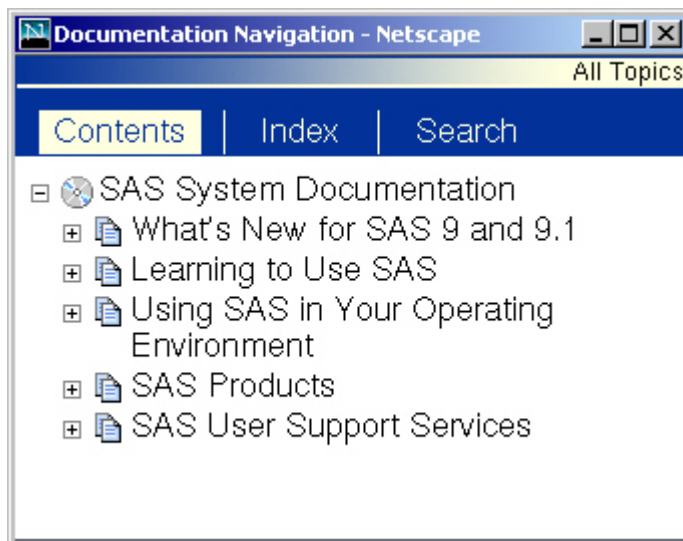 Documentation Navigation - Netscape
All Topics
Contents Index Search
SAS System Documentation
What's New for SAS 9 and 9.1
Learning to Use SAS
Using SAS in Your Operating
Environment
SAS Products
SAS User Support Services